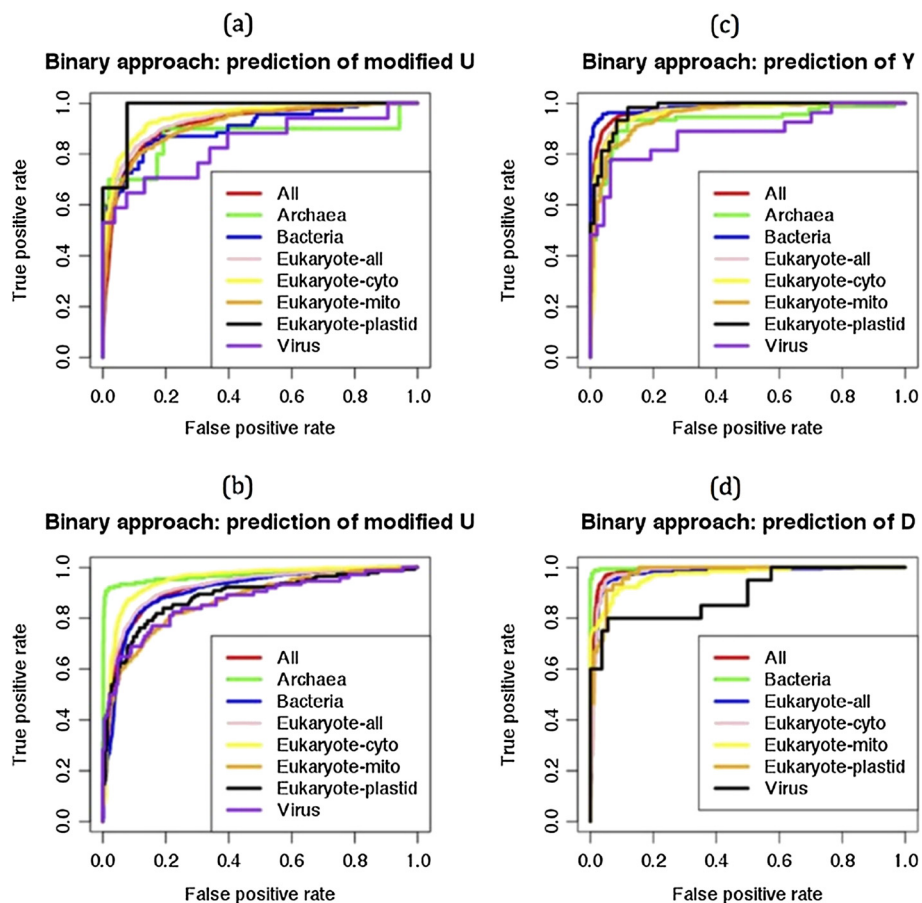 (a)
Binary approach: prediction of modified U
True positive rate
0.0 0.2 0.4 0.6 0.8 1.0
All
Archaea
Bacteria
Eukaryote-all
Eukaryote-cyto
Eukaryote-mito
Eukaryote-plastid
Virus
0.0 0.2 0.4 0.6 0.8 1.0
False positive rate
(c)
Binary approach: prediction of Y
True positive rate
0.0 0.2 0.4 0.6 0.8 1.0
All
Archaea
Bacteria
Eukaryote-all
Eukaryote-cyto
Eukaryote-mito
Eukaryote-plastid
Virus
0.0 0.2 0.4 0.6 0.8 1.0
False positive rate
(b)
Binary approach: prediction of modified U
True positive rate
0.0 0.2 0.4 0.6 0.8 1.0
All
Archaea
Bacteria
Eukaryote-all
Eukaryote-cyto
Eukaryote-mito
Eukaryote-plastid
Virus
0.0 0.2 0.4 0.6 0.8 1.0
False positive rate
(d)
Binary approach: prediction of D
True positive rate
0.0 0.2 0.4 0.6 0.8 1.0
All
Bacteria
Eukaryote-all
Eukaryote-cyto
Eukaryote-mito
Eukaryote-plastid
Virus
0.0 0.2 0.4 0.6 0.8 1.0
False positive rate